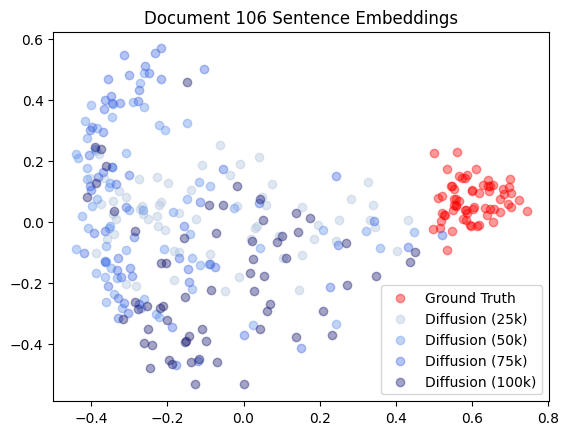 Document 106 Sentence Embeddings
0.6
0.4
0.2
0.0
−0.2
−0.4
−0.4 −0.2 0.0 0.2 0.4 0.6 0.8
Ground Truth
Diffusion (25k)
Diffusion (50k)
Diffusion (75k)
Diffusion (100k)